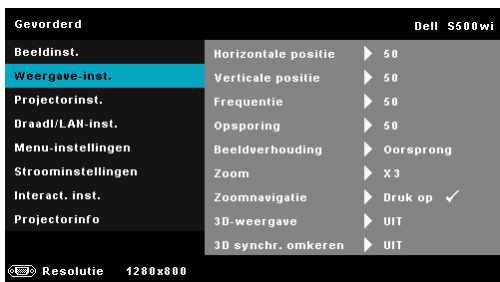 Gevorderd Dell S500wi
Beeldinst. Horizontale positie 50
Weergave-inst. Verticale positie 50
Projectorinst. Frequentie 50
Draadl/LAN-inst. Opsporing 50
Menu-instellingen Beeldverhouding Oorsprong
Stroominstellingen Zoom X3
Interact. inst. Zoomnavigatie Druk op ✓
Projectorinfo 3D-weergave UIT
3D synchr. omkeren UIT
Resolutie 1280x800